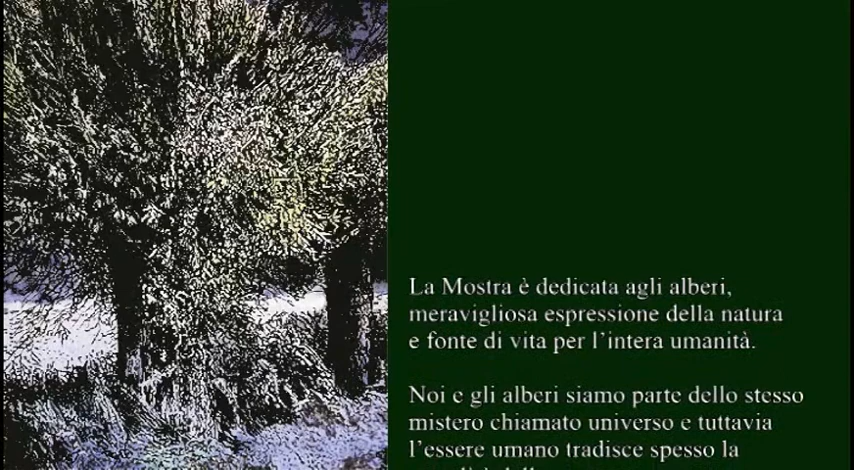 La Mostra è dedicata agli alberi,
meravigliosa espressione della natura
e fonte di vita per l'intera umanità.
Noi e gli alberi siamo parte dello stesso
mistero chiamato universo e tuttavia
l'essere umano tradisce spesso la